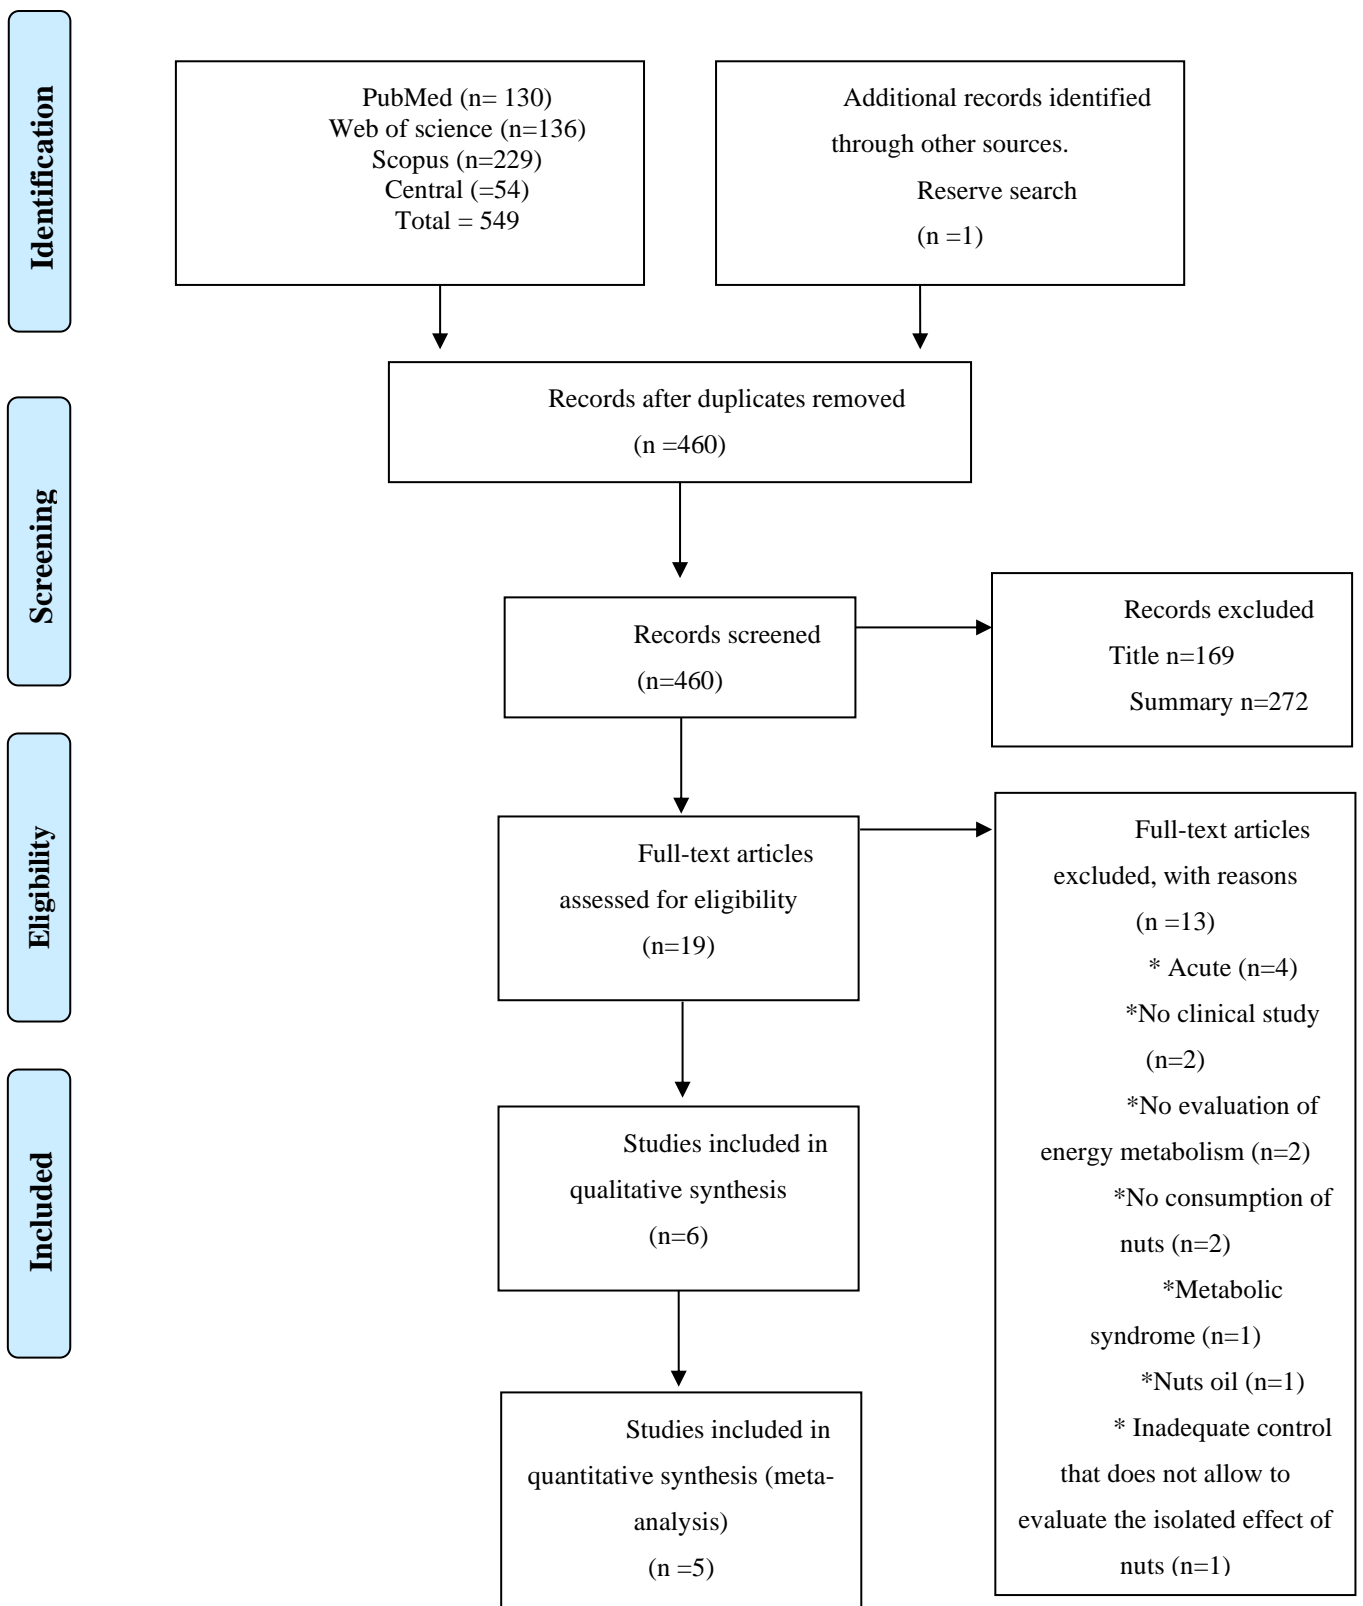 Identification
PubMed (n= 130)
Web of science (n=136)
Scopus (n=229)
Central (=54)
Total = 549
Additional records identified
through other sources.
Reserve search
(n =1)
Records after duplicates removed
(n =460)
Screening
Records screened
(n=460)
Records excluded
Title n=169
Summary n=272
Eligibility
Full-text articles
assessed for eligibility
(n=19)
Full-text articles
excluded, with reasons
(n =13)
* Acute (n=4)
*No clinical study
(n=2)
*No evaluation of
energy metabolism (n=2)
*No consumption of
nuts (n=2)
*Metabolic
syndrome (n=1)
*Nuts oil (n=1)
* Inadequate control
that does not allow to
evaluate the isolated effect of
nuts (n=1)
Included
Studies included in
qualitative synthesis
(n=6)
Studies included in
quantitative synthesis (meta-
analysis)
(n =5)